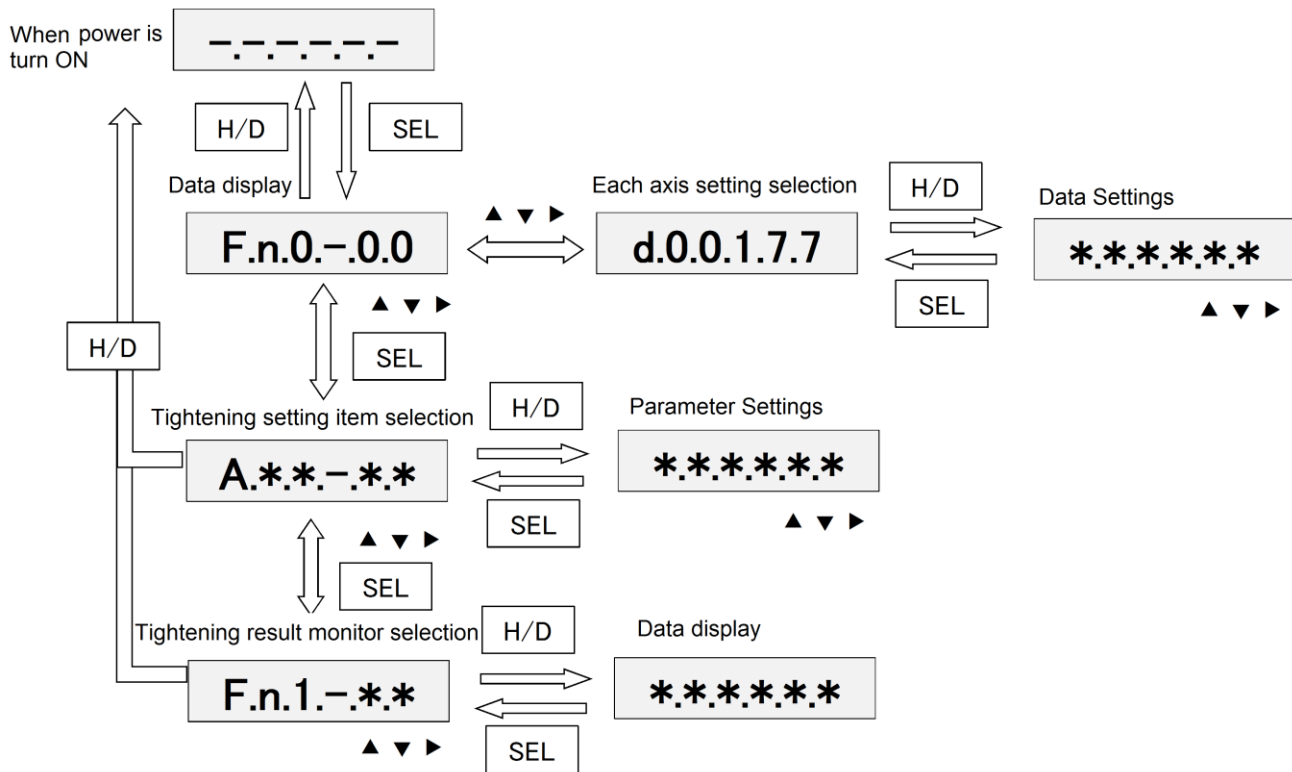 When power is
turn ON
-.-.-.-.-.-
H/D
SEL
Data display
F.n.0.-.0.0
▲ ▼ ▶
Each axis setting selection
d.0.0.1.7.7
H/D
SEL
Data Settings
*.*.*.*.*.*
▲ ▼ ▶
▲ ▼ ▶
SEL
H/D
Tightening setting item selection
A.*.*.-.*.*
H/D
SEL
Parameter Settings
*.*.*.*.*.*
▲ ▼ ▶
▲ ▼ ▶
SEL
Tightening result monitor selection
F.n.1.-.*.*
▲ ▼ ▶
H/D
SEL
Data display
*.*.*.*.*.*